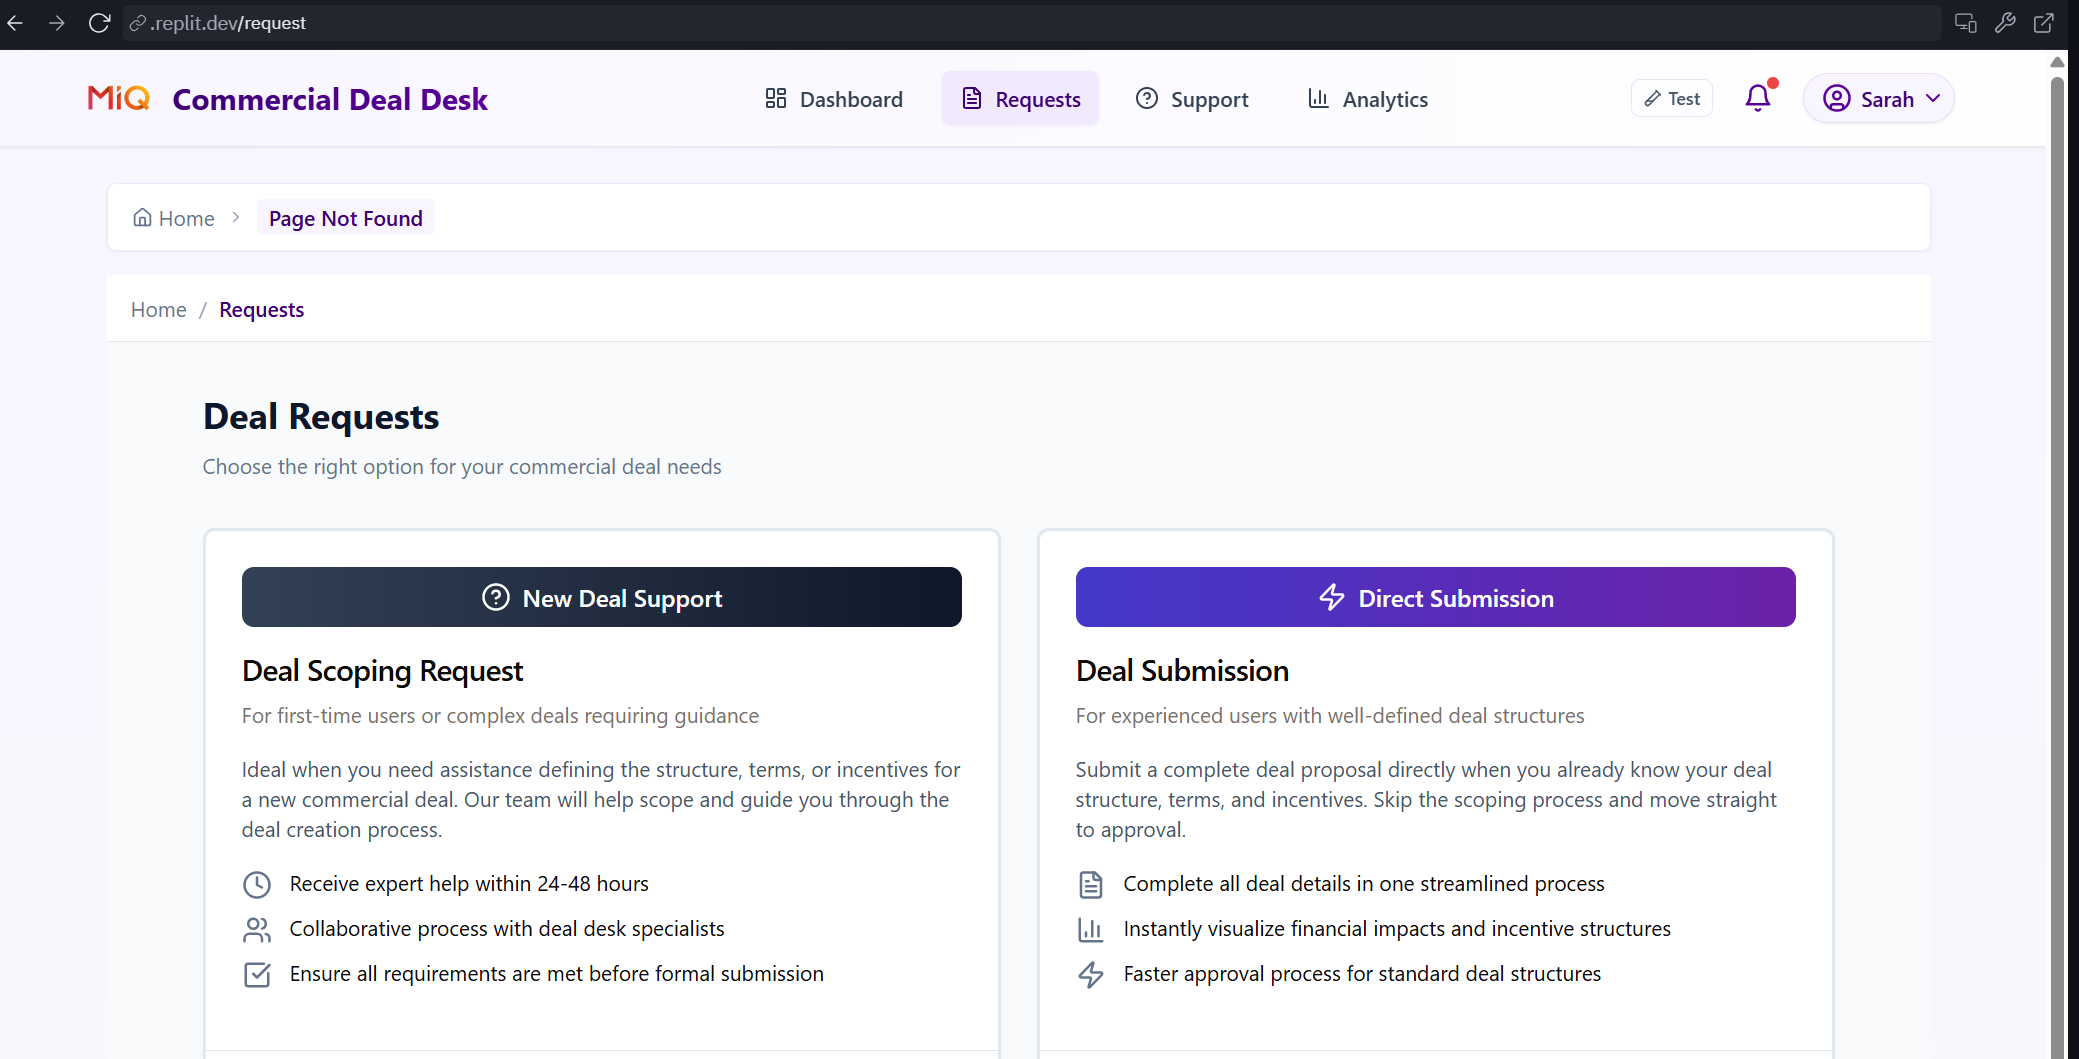 .replit.dev/request
MiQ Commercial Deal Desk
Dashboard
Requests
Support
Analytics
Test
Sarah
Home
Page Not Found
Home / Requests
Deal Requests
Choose the right option for your commercial deal needs
New Deal Support
Deal Scoping Request
For first-time users or complex deals requiring guidance
Ideal when you need assistance defining the structure, terms, or incentives for
a new commercial deal. Our team will help scope and guide you through the
deal creation process.
Receive expert help within 24-48 hours
Collaborative process with deal desk specialists
Ensure all requirements are met before formal submission
Direct Submission
Deal Submission
For experienced users with well-defined deal structures
Submit a complete deal proposal directly when you already know your deal
structure, terms, and incentives. Skip the scoping process and move straight
to approval.
Complete all deal details in one streamlined process
Instantly visualize financial impacts and incentive structures
Faster approval process for standard deal structures